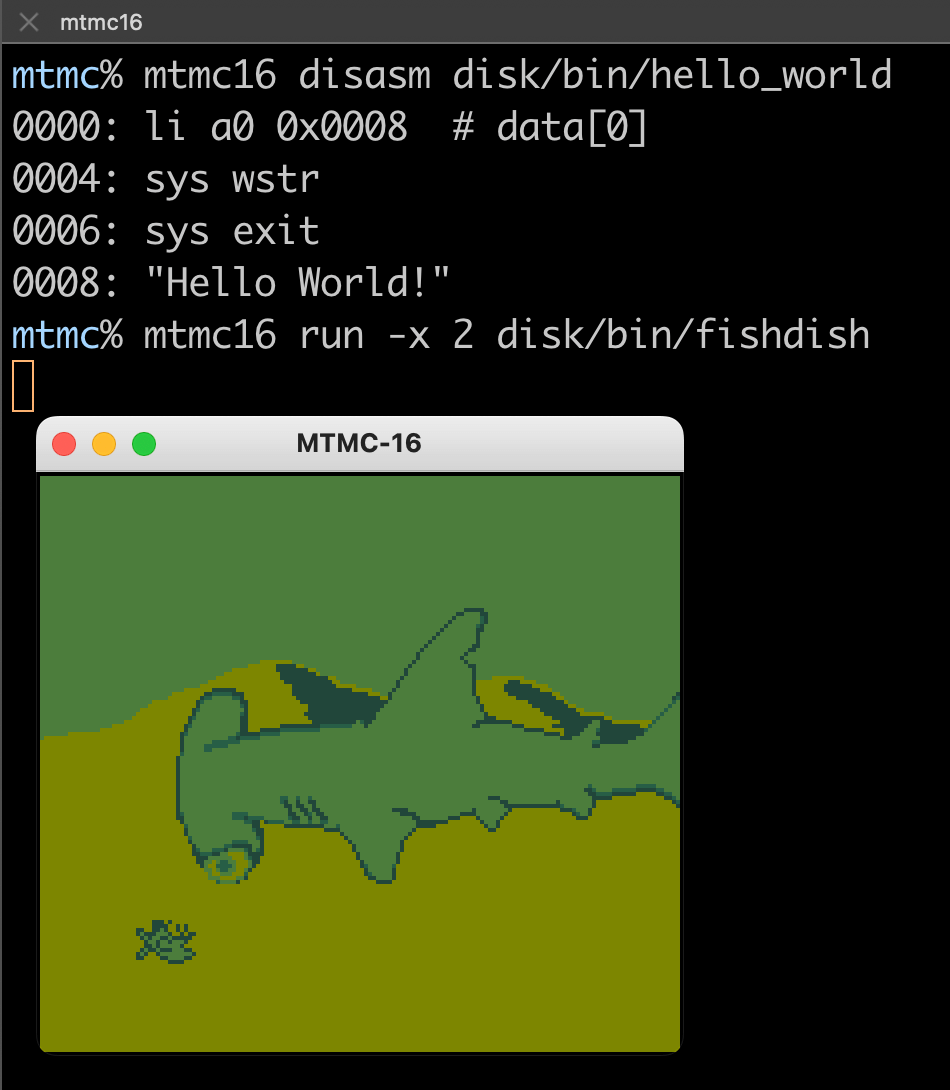 mtmc16
mtmc% mtmc16 disasm disk/bin/hello_world
0000: li a0 0x0008  # data[0]
0004: sys wstr
0006: sys exit
0008: "Hello World!"
mtmc% mtmc16 run -x 2 disk/bin/fishdish
MTMC-16